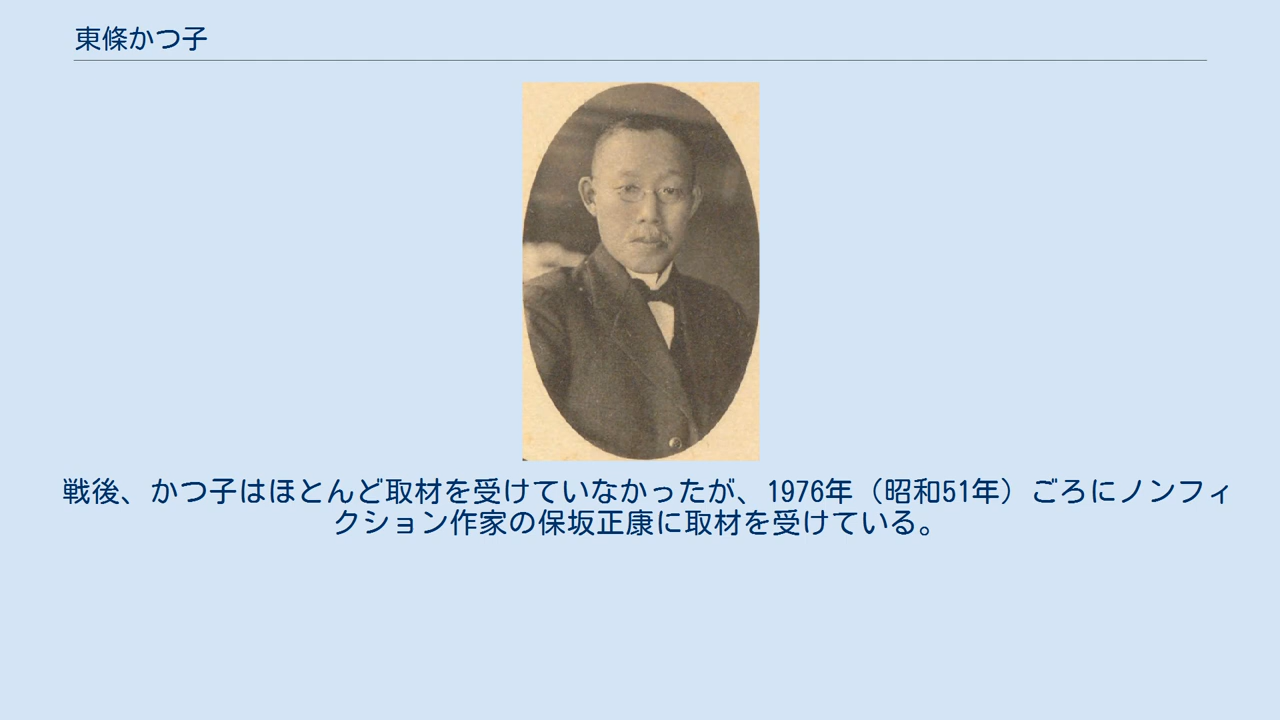 東條かつ子
戦後、かつ子はほとんど取材を受けていなかったが、1976年（昭和51年）ごろにノンフィ
クション作家の保坂正康に取材を受けている。